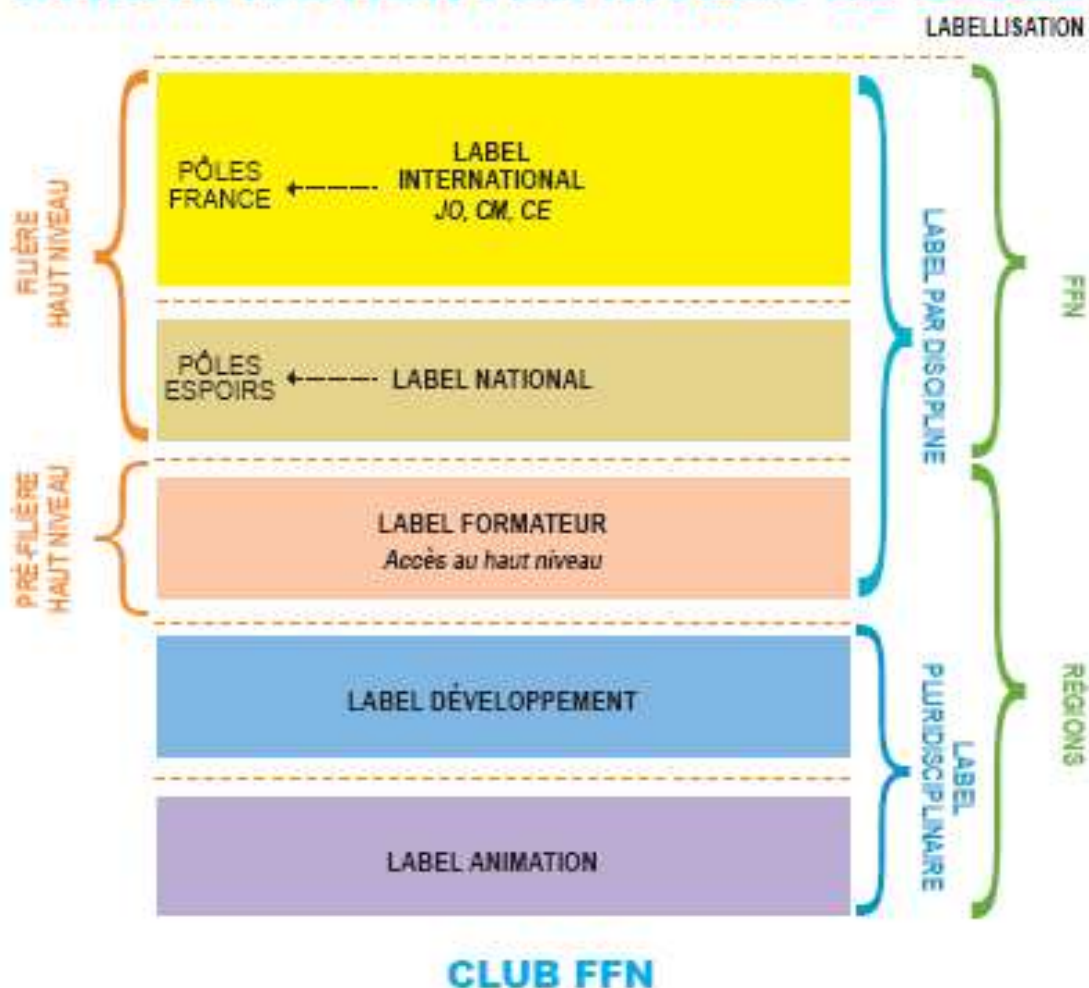 LABELLISATION
FILIÈRE
HAUT NIVEAU
PÔLES
FRANCE
LABEL
INTERNATIONAL
JO, CM, CE
LABEL PAR DISCIPLINE
FFN
PÔLES
ESPOIRS
LABEL NATIONAL
PRÉ-FILIÈRE
HAUT NIVEAU
LABEL FORMATEUR
Accès au haut niveau
LABEL DÉVELOPPEMENT
LABEL
PLURIDISCIPLINAIRE
RÉGIONS
LABEL ANIMATION
CLUB FFN